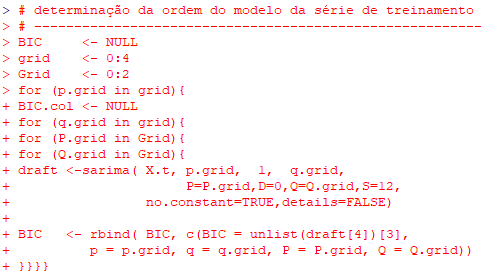 > # determinação da ordem do modelo da série de treinamento
> # --------------------------------------------------------
> BIC     <- NULL
> grid    <- 0:4
> Grid    <- 0:2
> for (p.grid in grid){
+ BIC.col <- NULL
+ for (q.grid in grid){
+ for (P.grid in Grid){
+ for (Q.grid in Grid){
+ draft <-sarima( X.t, p.grid,  1,  q.grid,
+                      P=P.grid,D=0,Q=Q.grid,S=12,
+                 no.constant=TRUE,details=FALSE)
+
+ BIC   <- rbind( BIC, c(BIC = unlist(draft[4])[3],
+          p = p.grid, q = q.grid, P = P.grid, Q = Q.grid))
+ }}}}